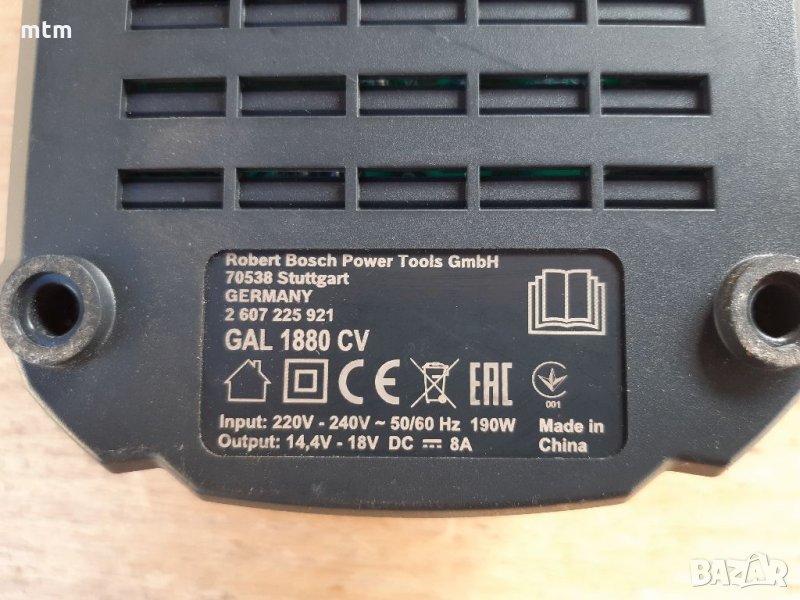 mtm
Robert Bosch Power Tools GmbH
70538 Stuttgart
GERMANY
2 607 225 921
GAL 1880 CV
CE
EAC
001
Input: 220V - 240V ~ 50/60 Hz 190W
Output: 14,4V - 18V DC ⎓ 8A
Made in
China
BAZAR